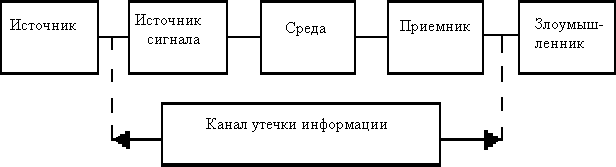 Источник
Источник
сигнала
Среда
Приемник
Злоумыш-
ленник
Канал утечки информации